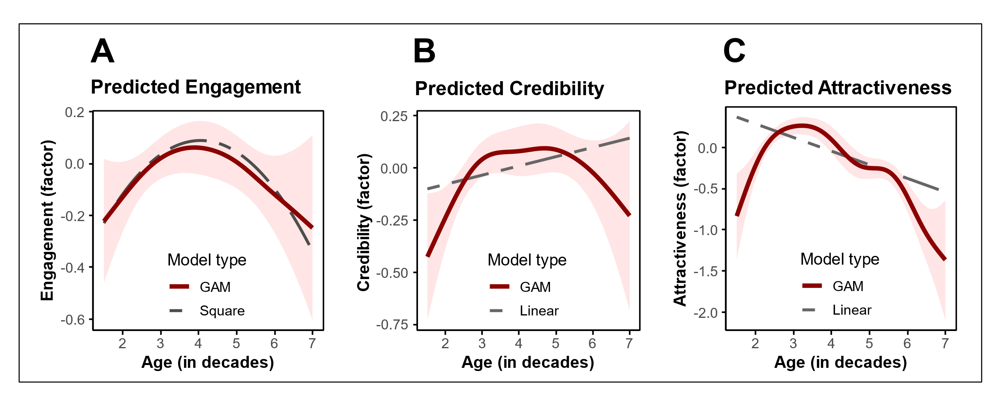 A
Predicted Engagement
0.2
0.0
-0.2
-0.4
-0.6
Engagement (factor)
Model type
GAM
Square
2 3 4 5 6 7
Age (in decades)
B
Predicted Credibility
0.25
0.00
-0.25
-0.50
-0.75
Credibility (factor)
Model type
GAM
Linear
2 3 4 5 6 7
Age (in decades)
C
Predicted Attractiveness
0.0
-0.5
-1.0
-1.5
-2.0
Attractiveness (factor)
Model type
GAM
Linear
2 3 4 5 6 7
Age (in decades)